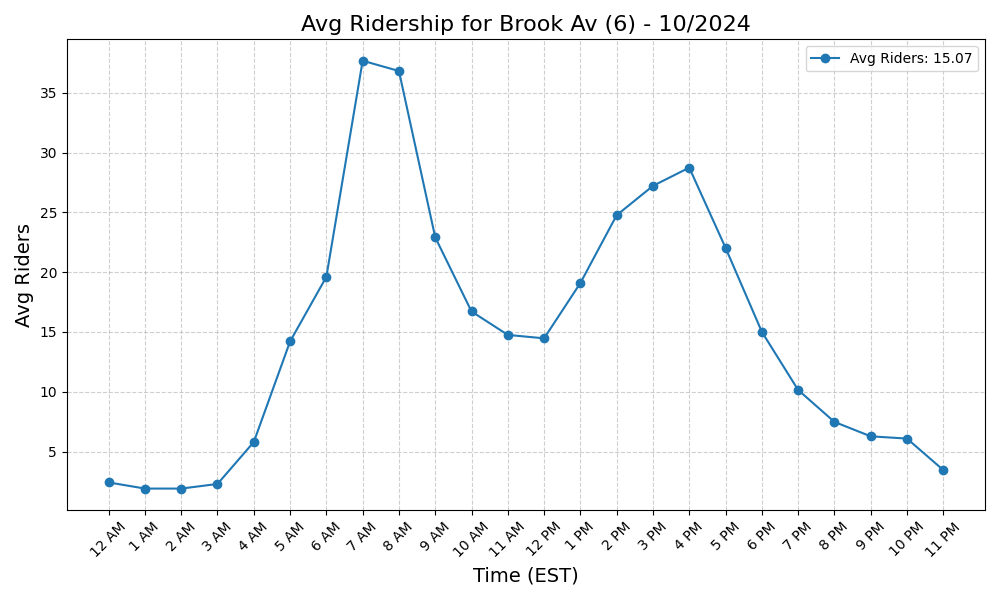 Avg Ridership for Brook Av (6) - 10/2024
Avg Riders: 15.07
Avg Riders
35
30
25
20
15
10
5
12 AM
1 AM
2 AM
3 AM
4 AM
5 AM
6 AM
7 AM
8 AM
9 AM
10 AM
11 AM
12 PM
1 PM
2 PM
3 PM
4 PM
5 PM
6 PM
7 PM
8 PM
9 PM
10 PM
11 PM
Time (EST)